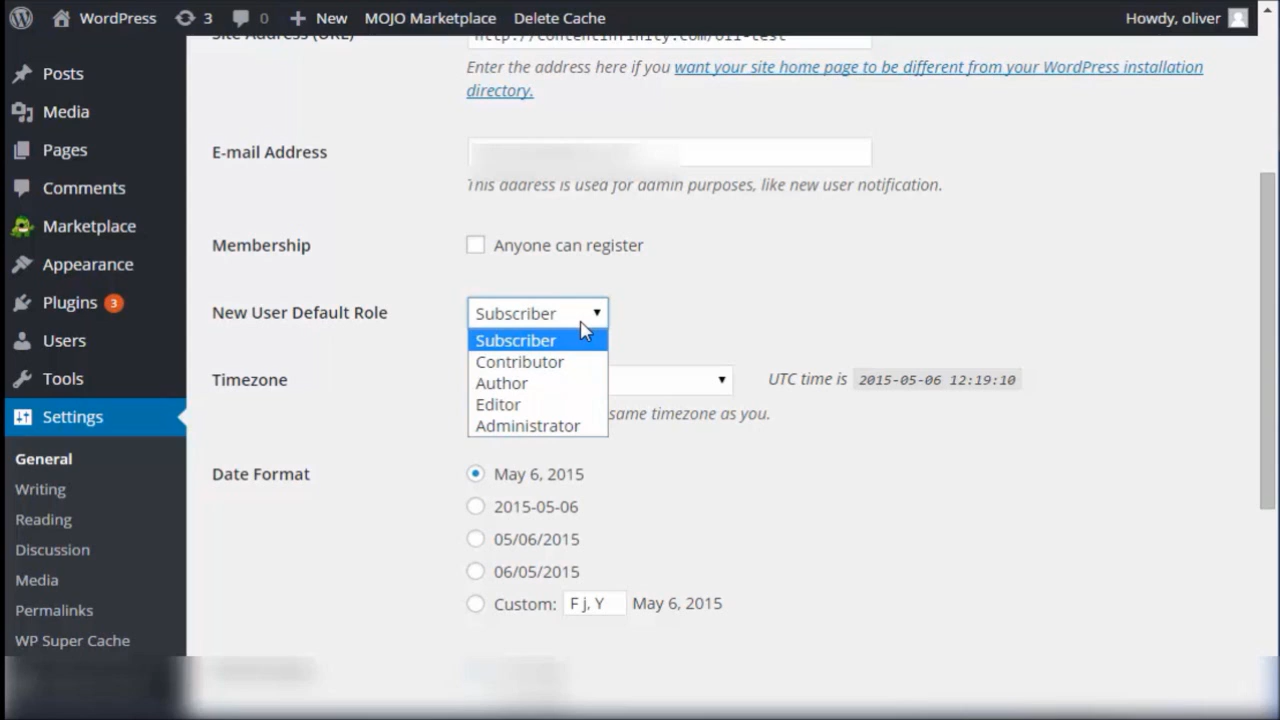 WordPress 3 0 New MOJO Marketplace Delete Cache Howdy, oliver
Site Address (URL) http://contentinfinity.com/oli-test
Enter the address here if you want your site home page to be different from your WordPress installation
directory.
Posts
Media
Pages
Comments
Marketplace
Appearance
Plugins 3
Users
Tools
Settings
General
Writing
Reading
Discussion
Media
Permalinks
WP Super Cache
E-mail Address
This address is used for admin purposes, like new user notification.
Membership Anyone can register
New User Default Role Subscriber
Subscriber
Contributor
Author
Editor
Administrator
Timezone UTC time is 2015-05-06 12:19:10
same timezone as you.
Date Format May 6, 2015
2015-05-06
05/06/2015
06/05/2015
Custom: F j, Y May 6, 2015